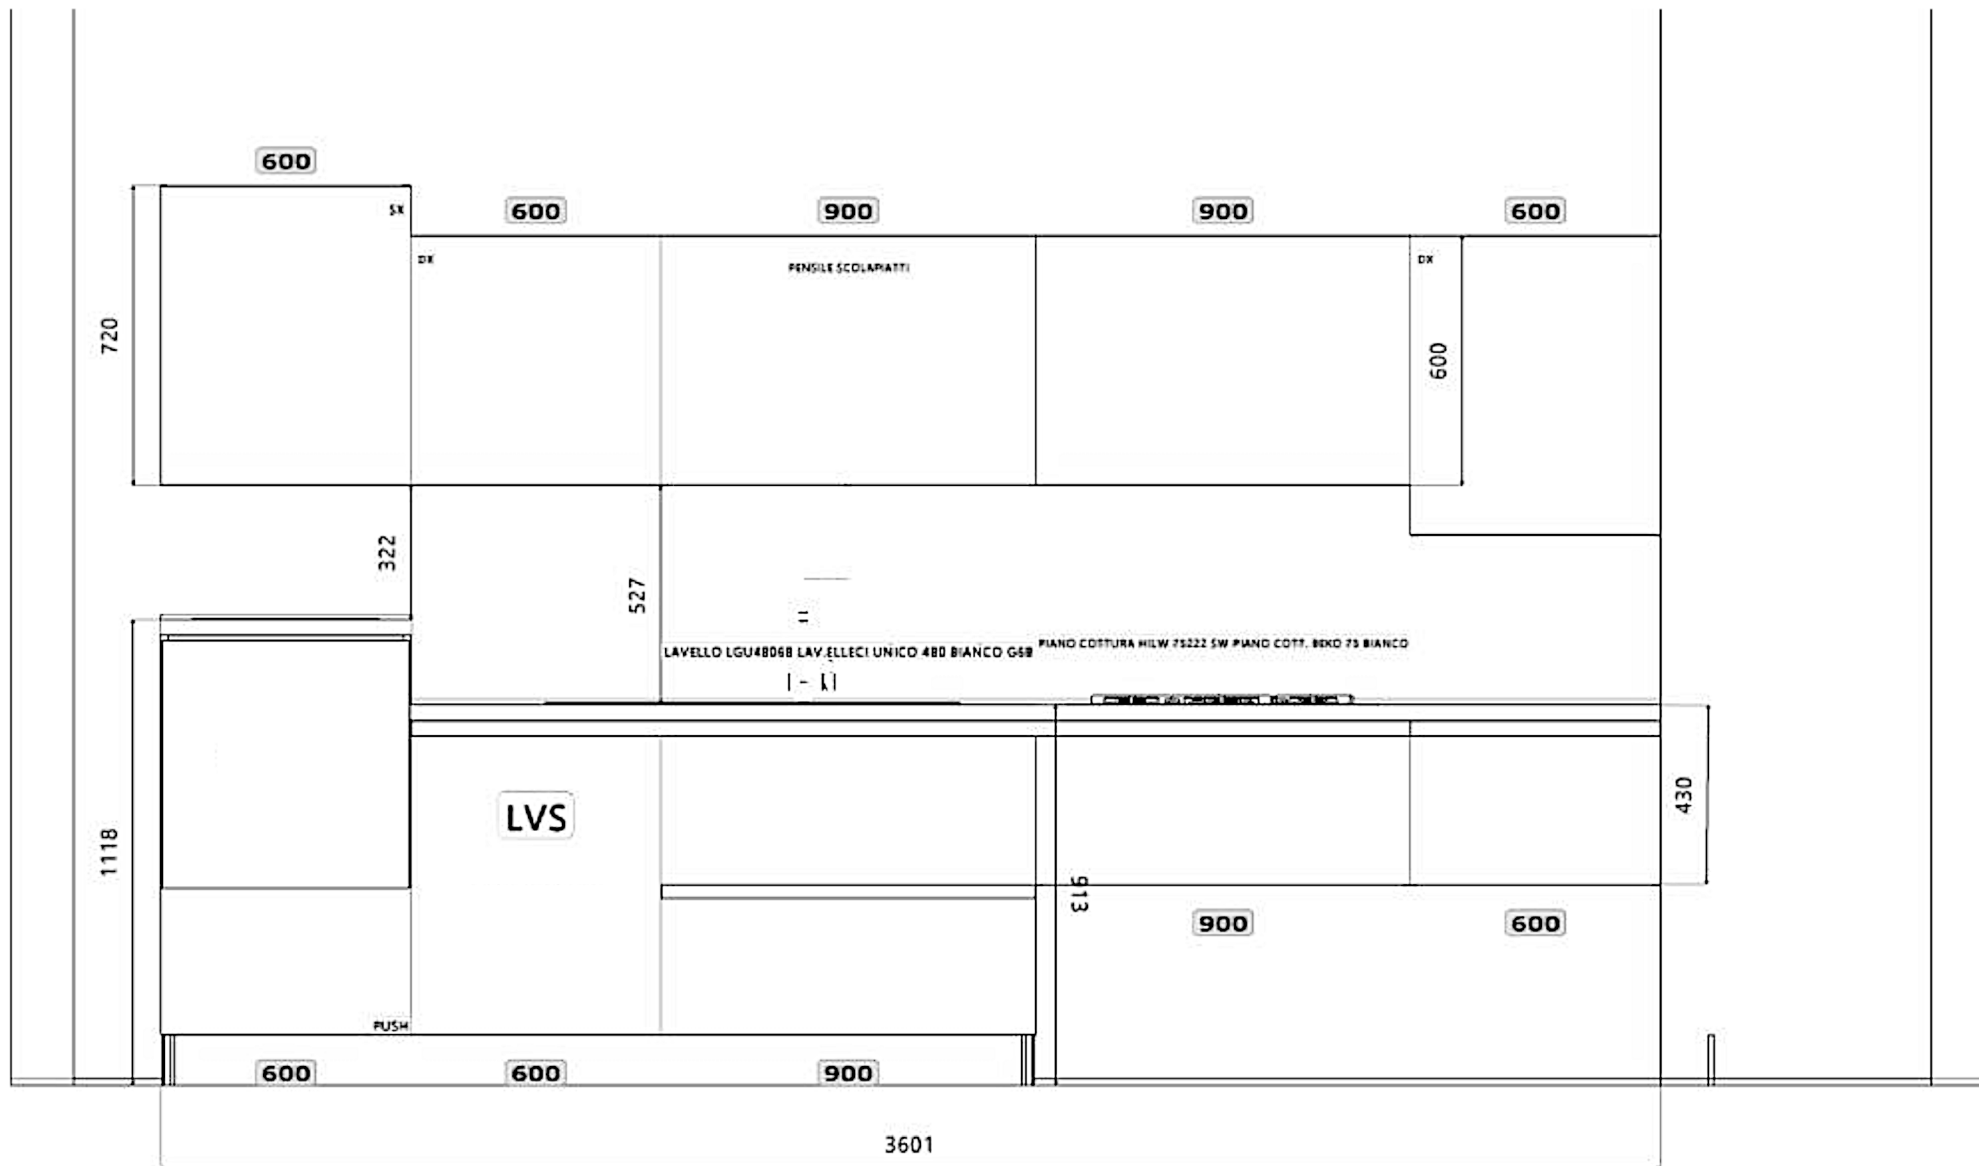 600
SX
600
900
900
600
DX
PENSILE SCOLAPIATTI
DX
720
600
322
527
LAVELLO LGU48068 LAV.ELLECI UNICO 480 BIANCO G68
PIANO COTTURA HILW 75222 SW PIANO COTT. BEKO 75 BIANCO
1118
LVS
430
913
900
600
PUSH
600
600
900
3601